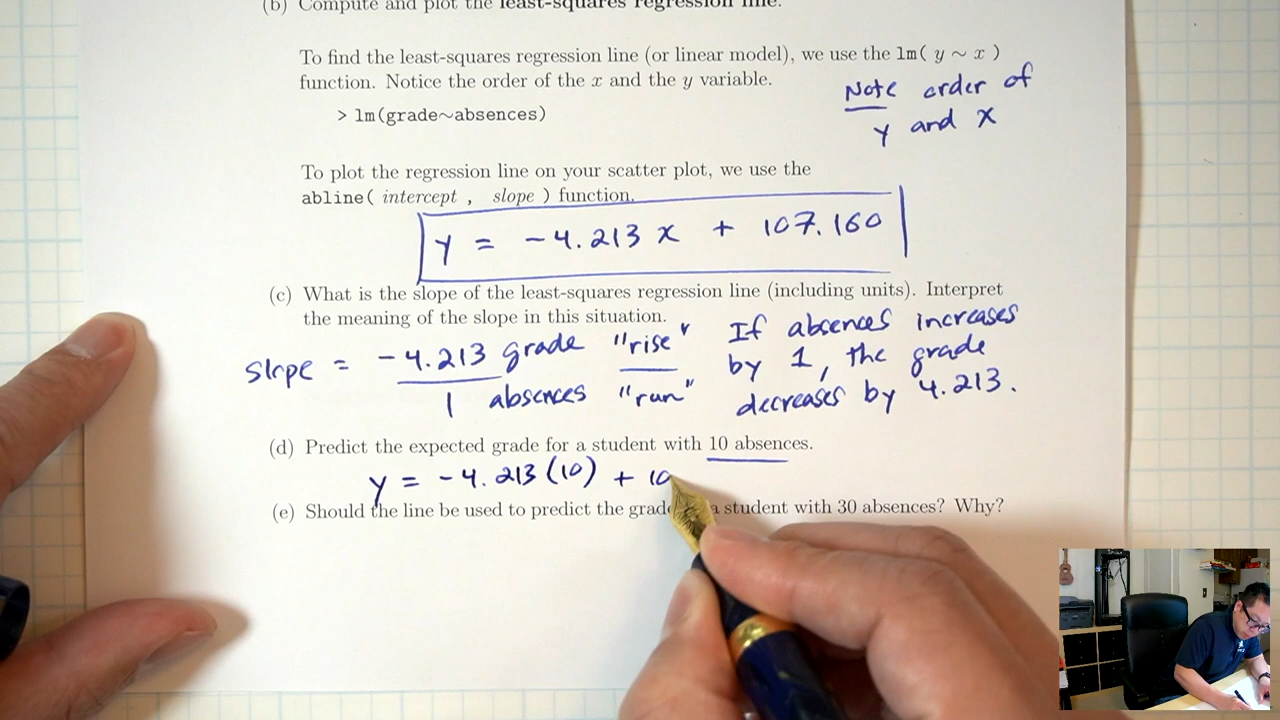 (b) Compute and plot the least-squares regression line.
To find the least-squares regression line (or linear model), we use the lm( y ~ x )
function. Notice the order of the x and the y variable.
Note order of
y and x
> lm(grade~absences)
To plot the regression line on your scatter plot, we use the
abline( intercept , slope ) function.
y = -4.213 x + 107.160
(c) What is the slope of the least-squares regression line (including units). Interpret
the meaning of the slope in this situation.
slope = -4.213 grade "rise"
1 absences "run"
If absences increases
by 1, the grade
decreases by 4.213.
(d) Predict the expected grade for a student with 10 absences.
y = -4.213 (10) + 10
(e) Should the line be used to predict the grade a student with 30 absences? Why?